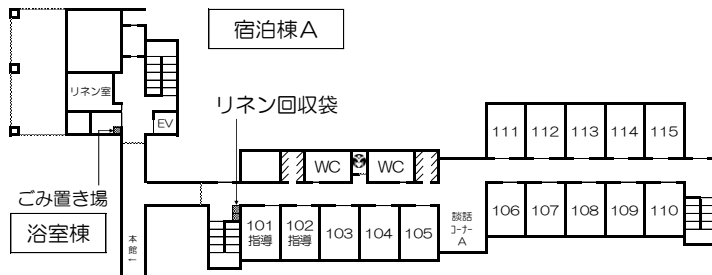 宿泊棟A
リネン室
リネン回収袋
EV
111 112 113 114 115
WC WC
ごみ置き場
浴室棟
本館←
101
指導
102
指導
103 104 105
談話
コーナー
A
106 107 108 109 110